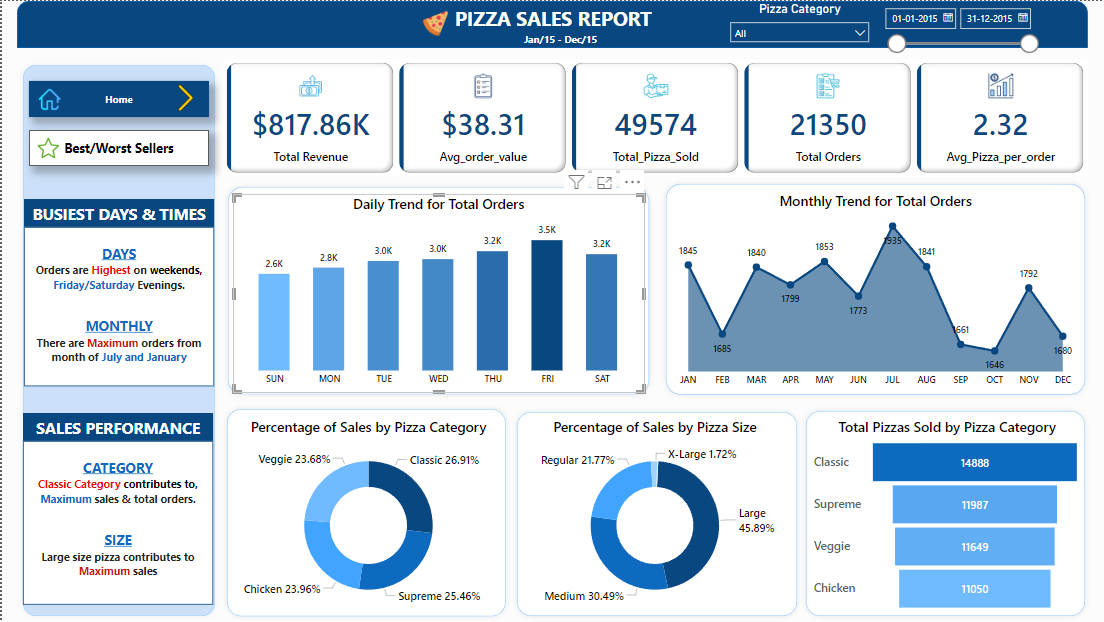 PIZZA SALES REPORT
Jan/15 - Dec/15
Pizza Category
All
01-01-2015
31-12-2015
Home
Best/Worst Sellers
$817.86K
Total Revenue
$38.31
Avg_order_value
49574
Total_Pizza_Sold
21350
Total Orders
2.32
Avg_Pizza_per_order
BUSIEST DAYS & TIMES
DAYS
Orders are Highest on weekends,
Friday/Saturday Evenings.
MONTHLY
There are Maximum orders from
month of July and January
SALES PERFORMANCE
CATEGORY
Classic Category contributes to,
Maximum sales & total orders.
SIZE
Large size pizza contributes to
Maximum sales
Daily Trend for Total Orders
2.6K
2.8K
3.0K
3.0K
3.2K
3.5K
3.2K
SUN MON TUE WED THU FRI SAT
Monthly Trend for Total Orders
1845
1685
1840
1799
1853
1773
1935
1841
1661
1646
1792
1680
JAN FEB MAR APR MAY JUN JUL AUG SEP OCT NOV DEC
Percentage of Sales by Pizza Category
Veggie 23.68%
Classic 26.91%
Chicken 23.96%
Supreme 25.46%
Percentage of Sales by Pizza Size
Regular 21.77%
X-Large 1.72%
Large
45.89%
Medium 30.49%
Total Pizzas Sold by Pizza Category
Classic 14888
Supreme 11987
Veggie 11649
Chicken 11050